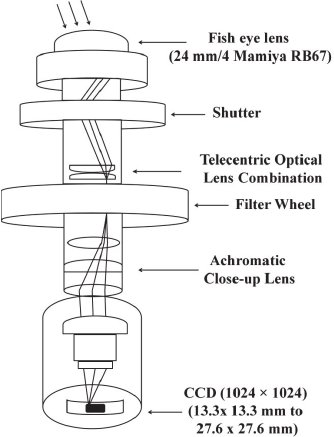 Fish eye lens
(24 mm/4 Mamiya RB67)
Shutter
Telecentric Optical
Lens Combination
Filter Wheel
Achromatic
Close-up Lens
CCD (1024 × 1024)
(13.3x 13.3 mm to
27.6 x 27.6 mm)